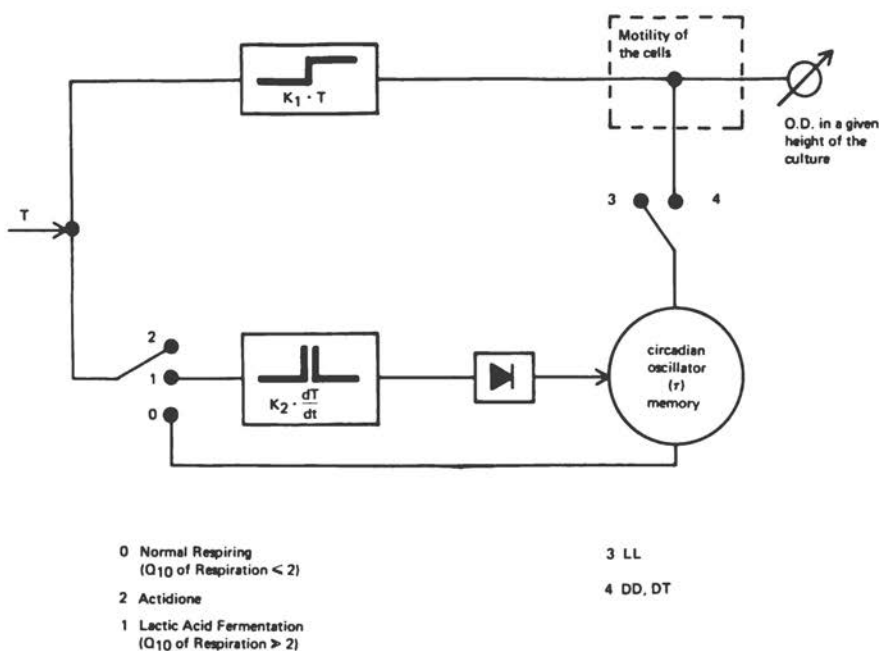 Motility of
the cells
K1 · T
O.D. in a given
height of the
culture
T
3
4
2
1
0
K2 · dT
dt
circadian
oscillator
(τ)
memory
0 Normal Respiring
(Q10 of Respiration ⩽ 2)
2 Actidione
1 Lactic Acid Fermentation
(Q10 of Respiration ⩾ 2)
3 LL
4 DD, DT